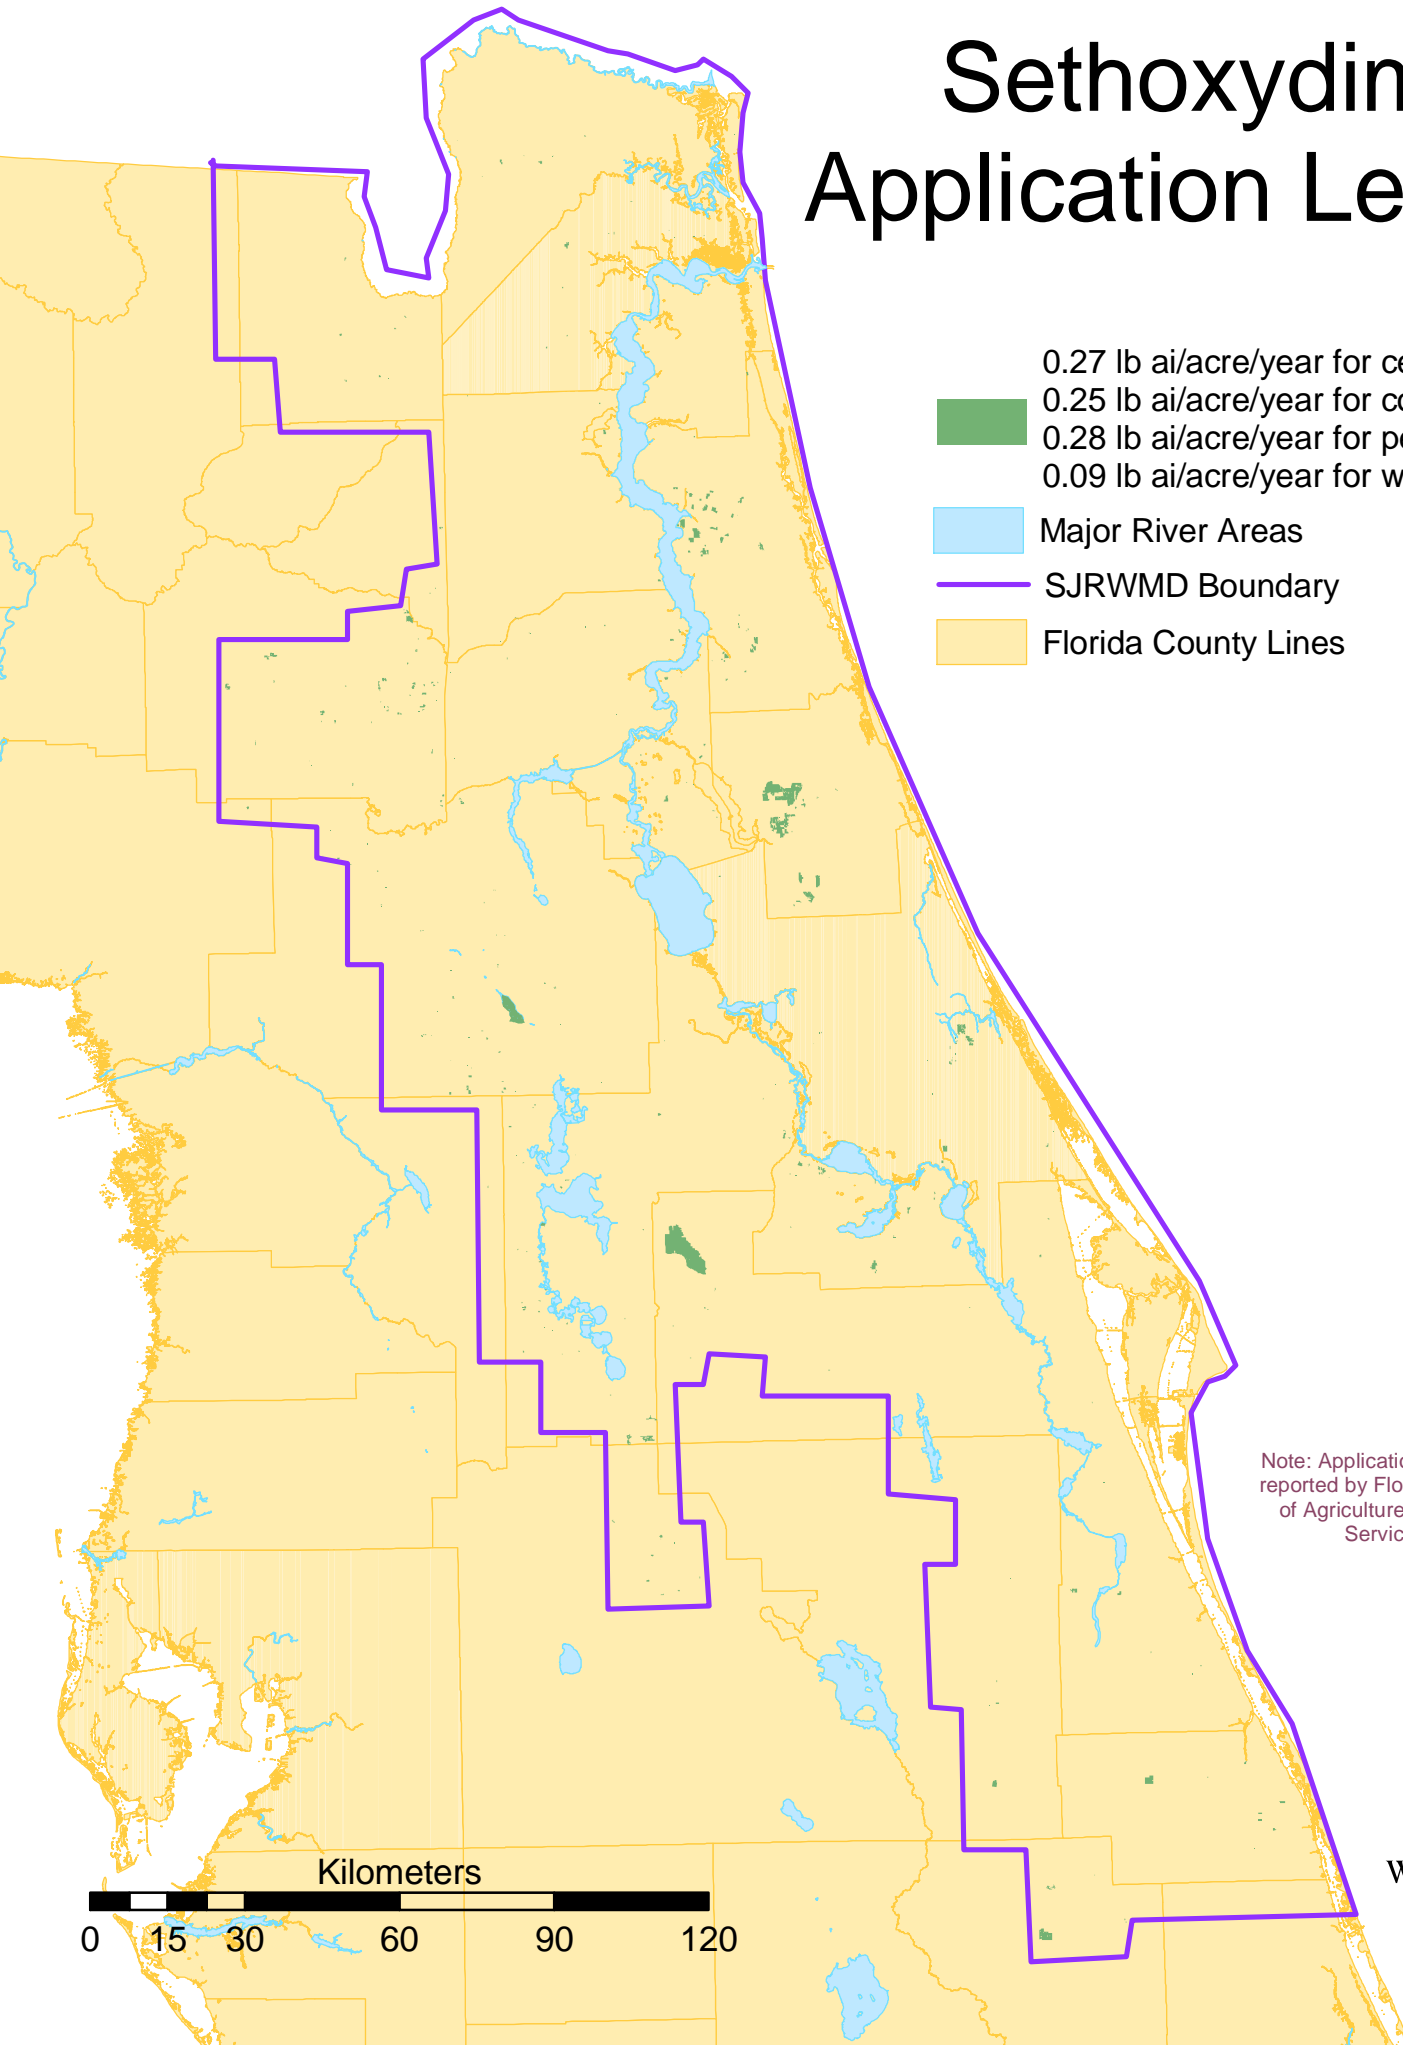 Sethoxydim
Application Le
0.27 lb ai/acre/year for ce
0.25 lb ai/acre/year for co
0.28 lb ai/acre/year for pe
0.09 lb ai/acre/year for w
Major River Areas
SJRWMD Boundary
Florida County Lines
Note: Applicatio
reported by Flo
of Agriculture
Servic
W
Kilometers
0 15 30 60 90 120